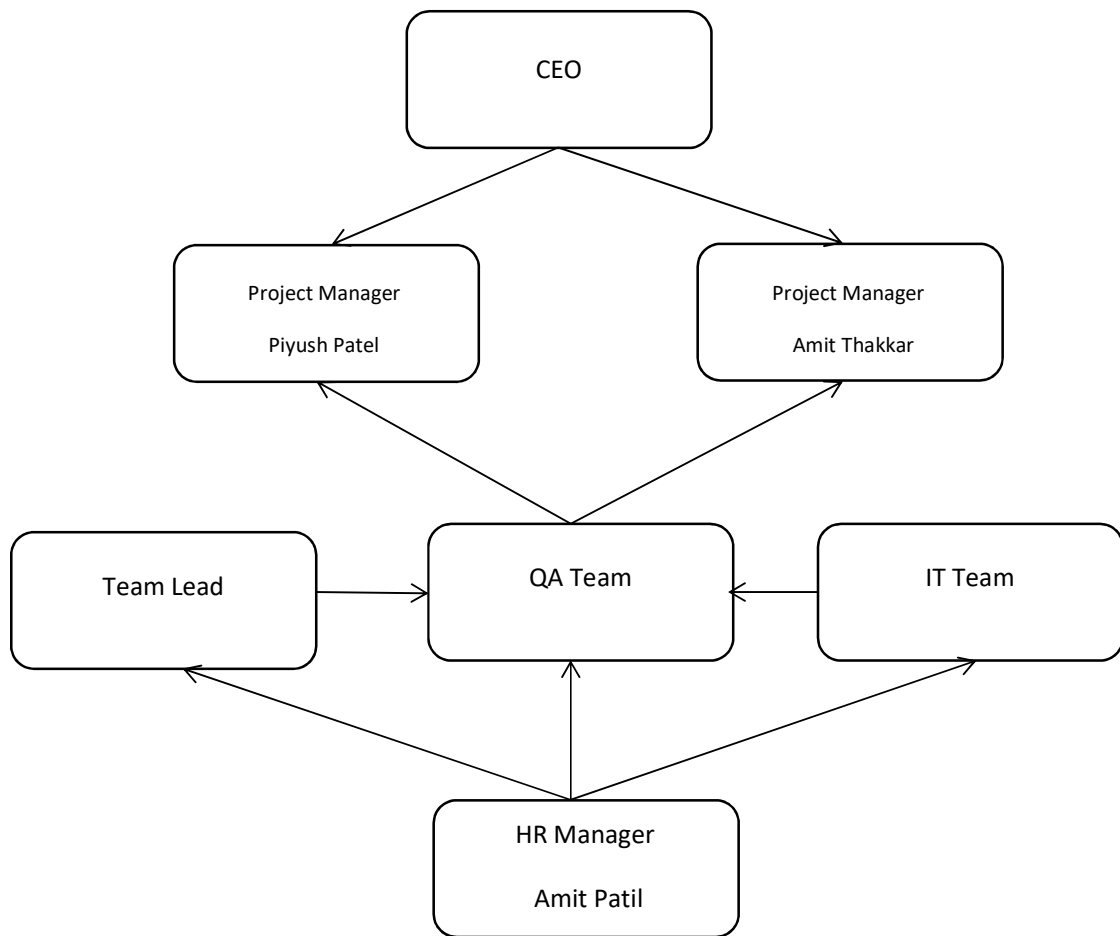 CEO
Project Manager
Piyush Patel
Project Manager
Amit Thakkar
Team Lead
QA Team
IT Team
HR Manager
Amit Patil